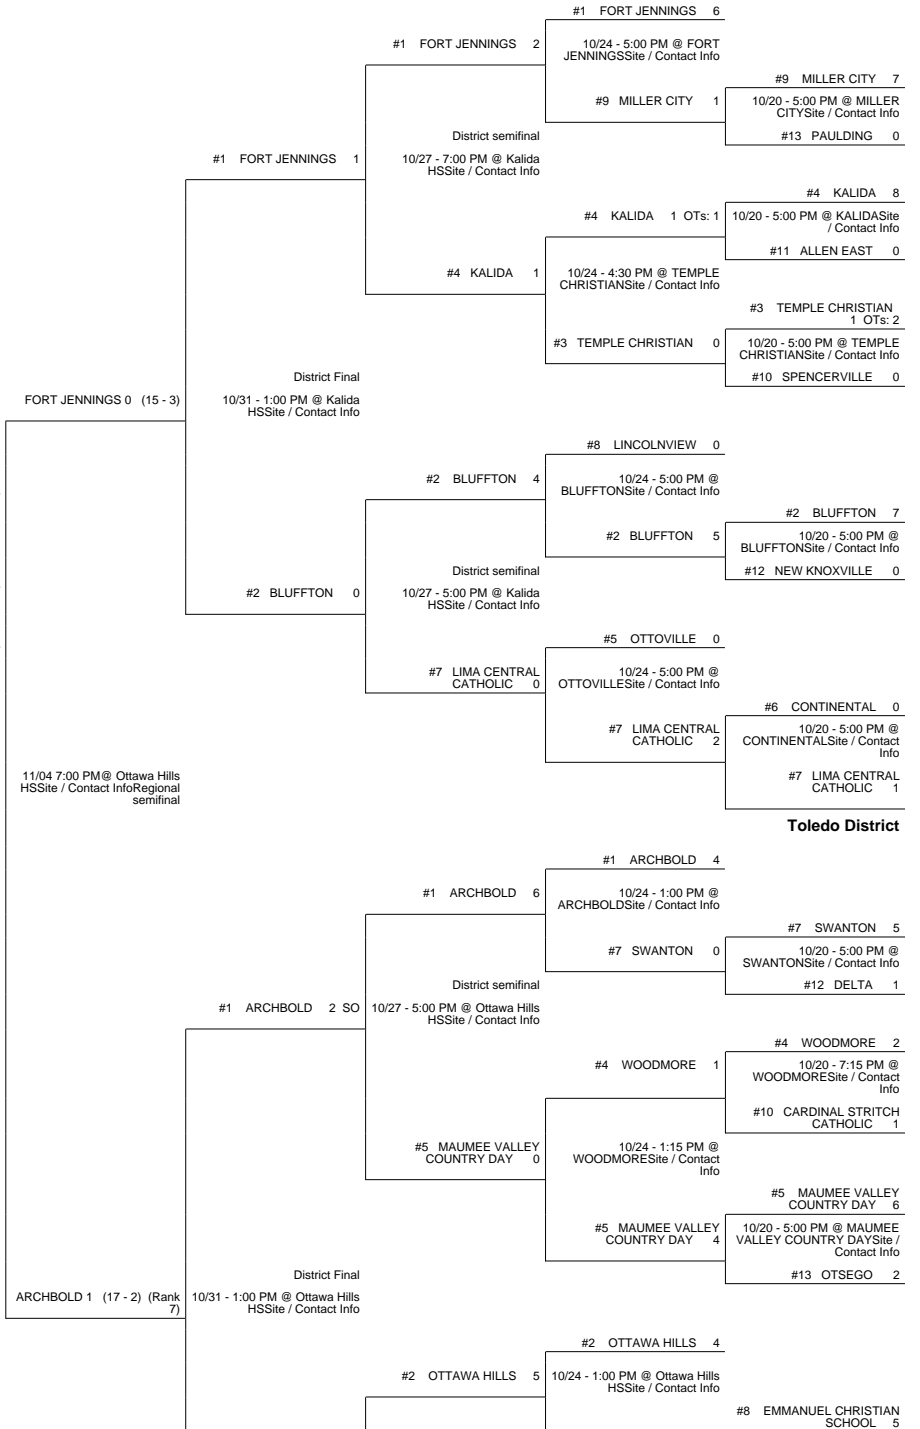 #1 FORT JENNINGS 6
#1 FORT JENNINGS 2
10/24 - 5:00 PM @ FORT
JENNINGSSite / Contact Info
#9 MILLER CITY 7
#9 MILLER CITY 1
10/20 - 5:00 PM @ MILLER
CITYSite / Contact Info
#13 PAULDING 0
District semifinal
#1 FORT JENNINGS 1
10/27 - 7:00 PM @ Kalida
HSSite / Contact Info
#4 KALIDA 8
#4 KALIDA 1 OTs: 1
10/20 - 5:00 PM @ KALIDASite
/ Contact Info
#11 ALLEN EAST 0
#4 KALIDA 1
10/24 - 4:30 PM @ TEMPLE
CHRISTIANSite / Contact Info
#3 TEMPLE CHRISTIAN
1 OTs: 2
#3 TEMPLE CHRISTIAN 0
10/20 - 5:00 PM @ TEMPLE
CHRISTIANSite / Contact Info
#10 SPENCERVILLE 0
District Final
FORT JENNINGS 0 (15 - 3)
10/31 - 1:00 PM @ Kalida
HSSite / Contact Info
#8 LINCOLNVIEW 0
#2 BLUFFTON 4
10/24 - 5:00 PM @
BLUFFTONSite / Contact Info
#2 BLUFFTON 7
#2 BLUFFTON 5
10/20 - 5:00 PM @
BLUFFTONSite / Contact Info
#12 NEW KNOXVILLE 0
District semifinal
#2 BLUFFTON 0
10/27 - 5:00 PM @ Kalida
HSSite / Contact Info
#5 OTTOVILLE 0
#7 LIMA CENTRAL
CATHOLIC 0
10/24 - 5:00 PM @
OTTOVILLESite / Contact Info
#6 CONTINENTAL 0
#7 LIMA CENTRAL
CATHOLIC 2
10/20 - 5:00 PM @
CONTINENTALSite / Contact
Info
#7 LIMA CENTRAL
CATHOLIC 1
11/04 7:00 PM@ Ottawa Hills
HSSite / Contact InfoRegional
semifinal
Toledo District
#1 ARCHBOLD 4
#1 ARCHBOLD 6
10/24 - 1:00 PM @
ARCHBOLDSite / Contact Info
#7 SWANTON 5
#7 SWANTON 0
10/20 - 5:00 PM @
SWANTONSite / Contact Info
#12 DELTA 1
District semifinal
#1 ARCHBOLD 2 SO
10/27 - 5:00 PM @ Ottawa Hills
HSSite / Contact Info
#4 WOODMORE 2
#4 WOODMORE 1
10/20 - 7:15 PM @
WOODMORESite / Contact
Info
#10 CARDINAL STRITCH
CATHOLIC 1
#5 MAUMEE VALLEY
COUNTRY DAY 0
10/24 - 1:15 PM @
WOODMORESite / Contact
Info
#5 MAUMEE VALLEY
COUNTRY DAY 6
#5 MAUMEE VALLEY
COUNTRY DAY 4
10/20 - 5:00 PM @ MAUMEE
VALLEY COUNTRY DAYSite /
Contact Info
#13 OTSEGO 2
District Final
ARCHBOLD 1 (17 - 2) (Rank
7)
10/31 - 1:00 PM @ Ottawa Hills
HSSite / Contact Info
#2 OTTAWA HILLS 4
#2 OTTAWA HILLS 5
10/24 - 1:00 PM @ Ottawa Hills
HSSite / Contact Info
#8 EMMANUEL CHRISTIAN
SCHOOL 5